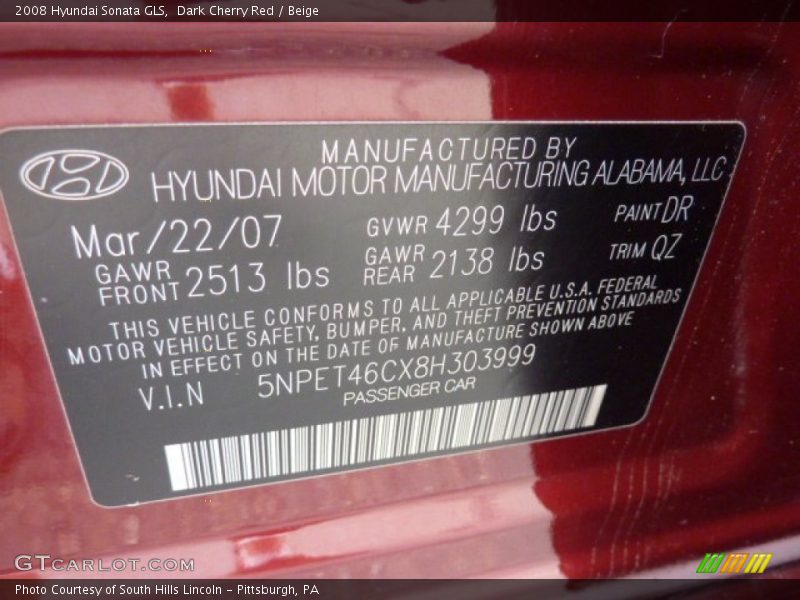 2008 Hyundai Sonata GLS, Dark Cherry Red / Beige
MANUFACTURED BY
HYUNDAI MOTOR MANUFACTURING ALABAMA, LLC
Mar/22/07 GVWR 4299 lbs PAINT DR
GAWR FRONT 2513 lbs GAWR REAR 2138 lbs TRIM QZ
THIS VEHICLE CONFORMS TO ALL APPLICABLE U.S.A. FEDERAL
MOTOR VEHICLE SAFETY, BUMPER, AND THEFT PREVENTION STANDARDS
IN EFFECT ON THE DATE OF MANUFACTURE SHOWN ABOVE
V.I.N 5NPET46CX8H303999
PASSENGER CAR
GTCARLOT.COM
Photo Courtesy of South Hills Lincoln - Pittsburgh, PA